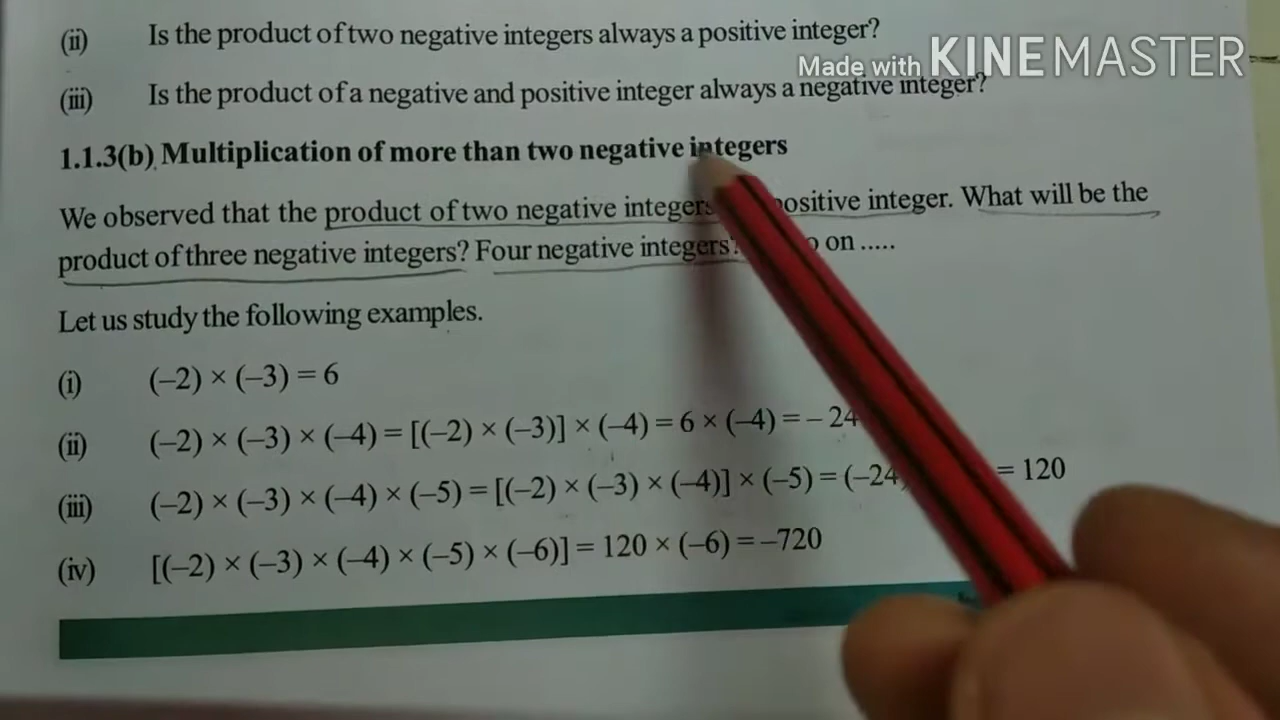 (ii) Is the product of two negative integers always a positive integer?
Made with KINEMASTER
(iii) Is the product of a negative and positive integer always a negative integer?
1.1.3(b) Multiplication of more than two negative integers
We observed that the product of two negative integers positive integer. What will be the
product of three negative integers? Four negative integers? on .....
Let us study the following examples.
(i) (–2) × (–3) = 6
(ii) (–2) × (–3) × (–4) = [(–2) × (–3)] × (–4) = 6 × (–4) = – 24
(iii) (–2) × (–3) × (–4) × (–5) = [(–2) × (–3) × (–4)] × (–5) = (–24 = 120
(iv) [(–2) × (–3) × (–4) × (–5) × (–6)] = 120 × (–6) = –720